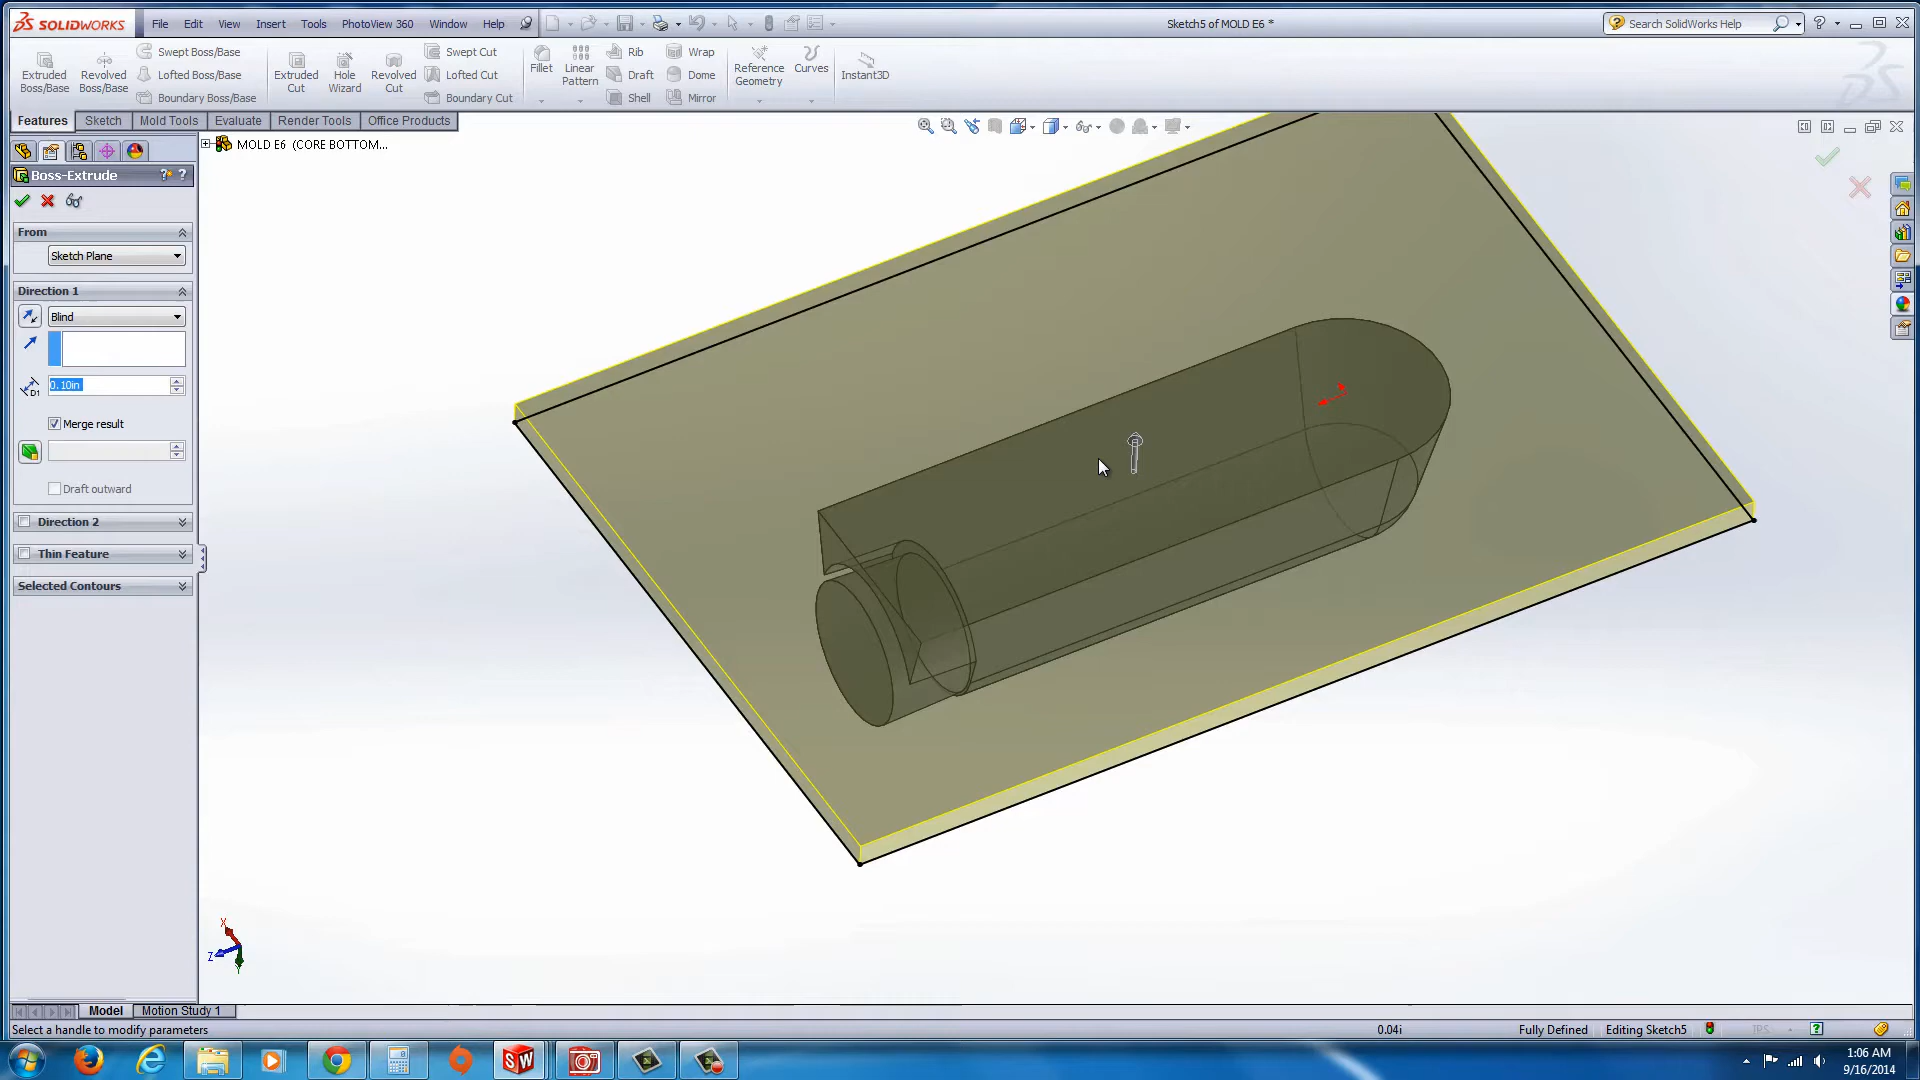 SOLIDWORKS File Edit View Insert Tools PhotoView 360 Window Help Sketch5 of MOLD E6 * Search SolidWorks Help
Extruded Boss/Base
Revolved Boss/Base
Swept Boss/Base
Lofted Boss/Base
Boundary Boss/Base
Extruded Cut
Hole Wizard
Revolved Cut
Swept Cut
Lofted Cut
Boundary Cut
Fillet
Linear Pattern
Rib
Draft
Shell
Wrap
Dome
Mirror
Reference Geometry
Curves
Instant3D
Features Sketch Mold Tools Evaluate Render Tools Office Products
MOLD E6 (CORE BOTTOM...
Boss-Extrude
From
Sketch Plane
Direction 1
Blind
D1 0.10in
Merge result
Draft outward
Direction 2
Thin Feature
Selected Contours
X
Z
Y
Model Motion Study 1
Select a handle to modify parameters 0.04i Fully Defined Editing Sketch5 IPS
SW
1:06 AM
9/16/2014